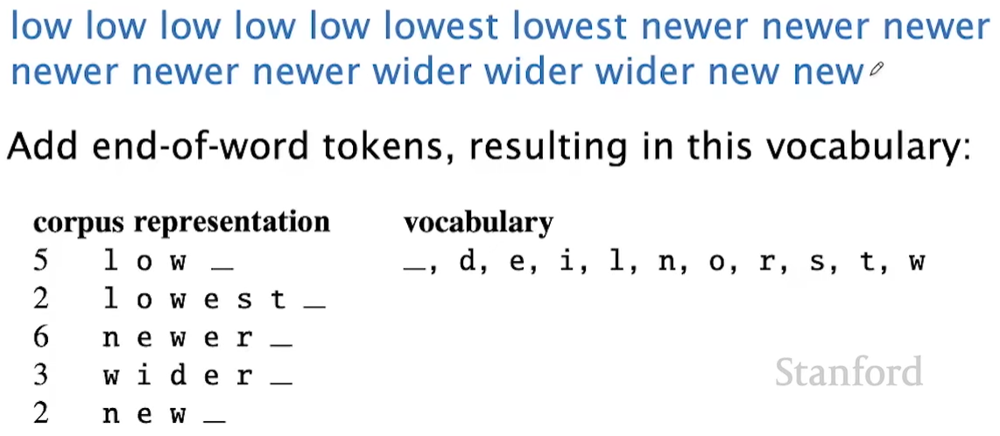 low low low low low lowest lowest newer newer newer
newer newer newer wider wider wider new new
Add end-of-word tokens, resulting in this vocabulary:
corpus representation vocabulary
5 l o w _ _, d, e, i, l, n, o, r, s, t, w
2 l o w e s t _
6 n e w e r _
3 w i d e r _
2 n e w _
Stanford